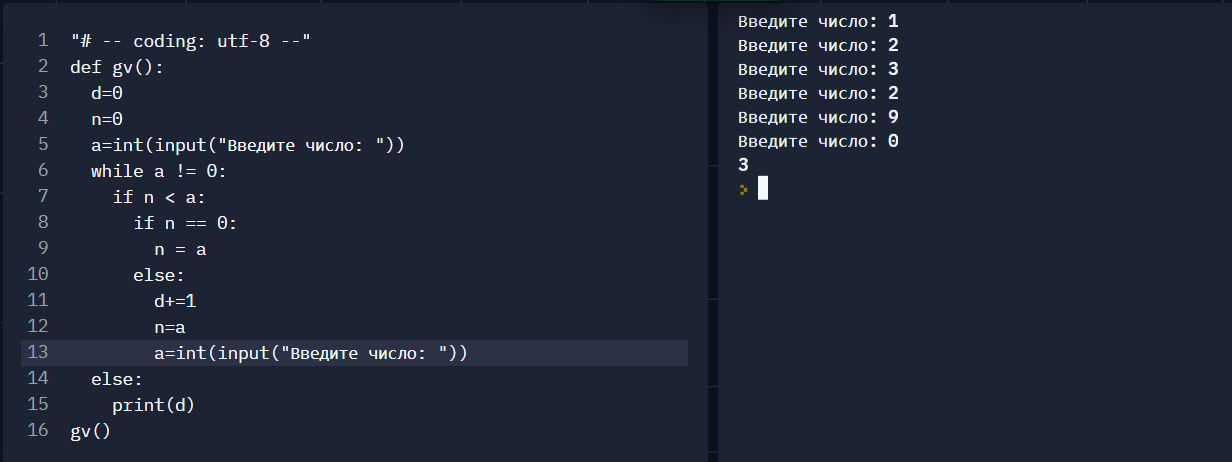 1 "# -- coding: utf-8 --"
2 def gv():
3   d=0
4   n=0
5   a=int(input("Введите число: "))
6   while a != 0:
7     if n < a:
8       if n == 0:
9         n = a
10       else:
11         d+=1
12         n=a
13         a=int(input("Введите число: "))
14   else:
15     print(d)
16 gv()
Введите число: 1
Введите число: 2
Введите число: 3
Введите число: 2
Введите число: 9
Введите число: 0
3
>